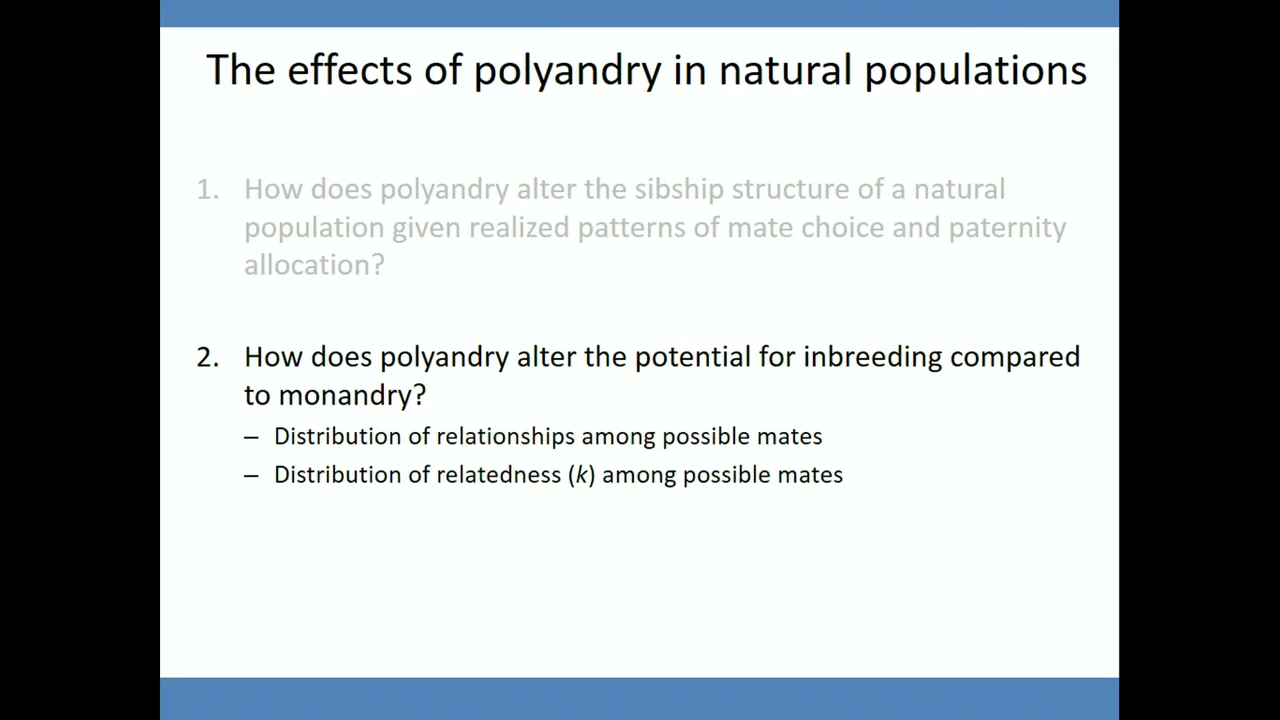 The effects of polyandry in natural populations
1. How does polyandry alter the sibship structure of a natural
population given realized patterns of mate choice and paternity
allocation?
2. How does polyandry alter the potential for inbreeding compared
to monandry?
– Distribution of relationships among possible mates
– Distribution of relatedness (k) among possible mates